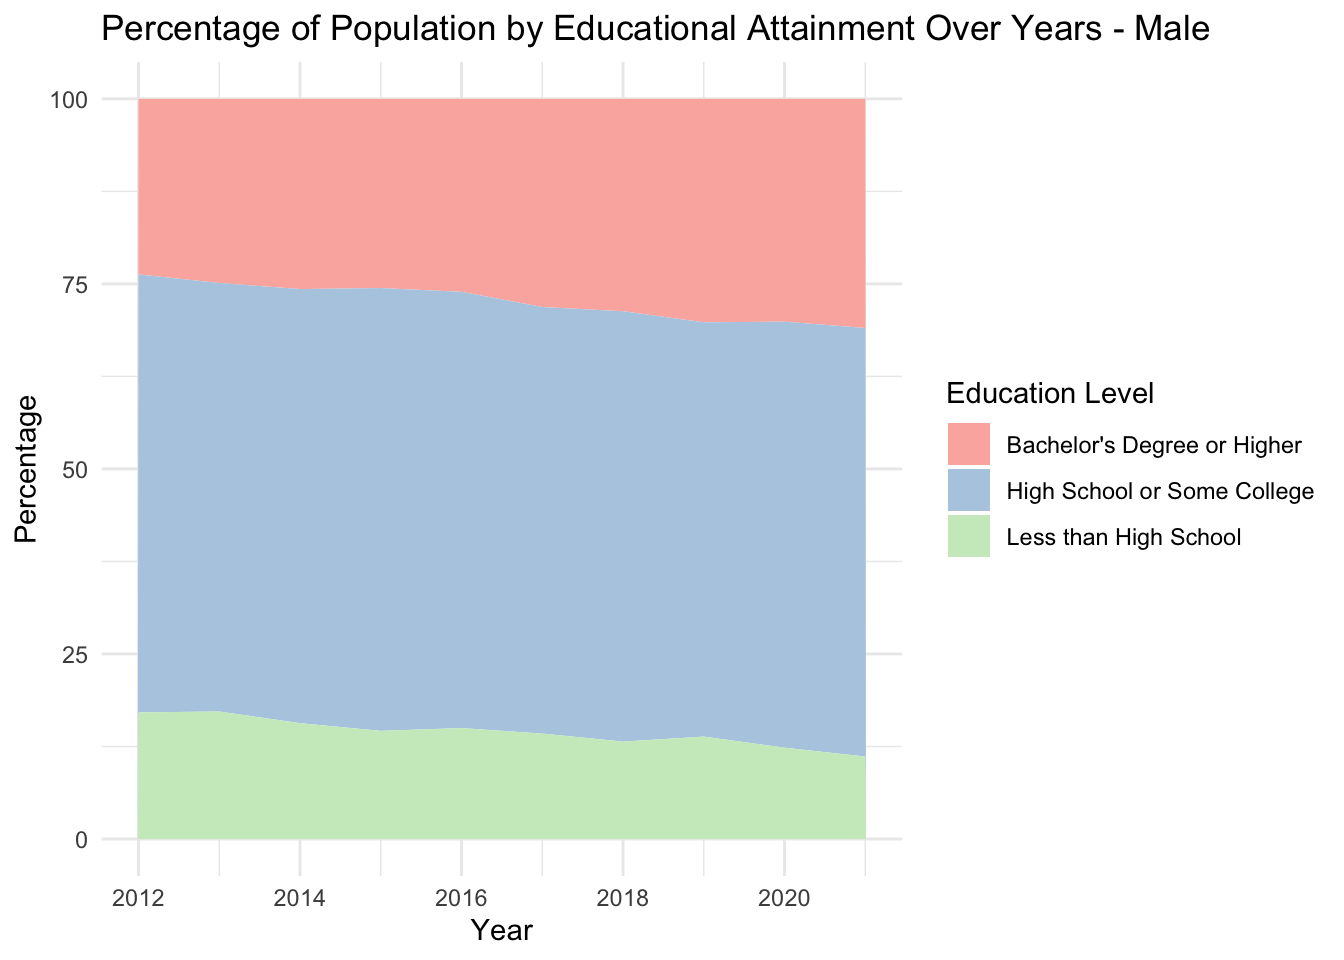 Percentage of Population by Educational Attainment Over Years - Male
100
75
50
25
0
Percentage
2012 2014 2016 2018 2020
Year
Education Level
Bachelor's Degree or Higher
High School or Some College
Less than High School